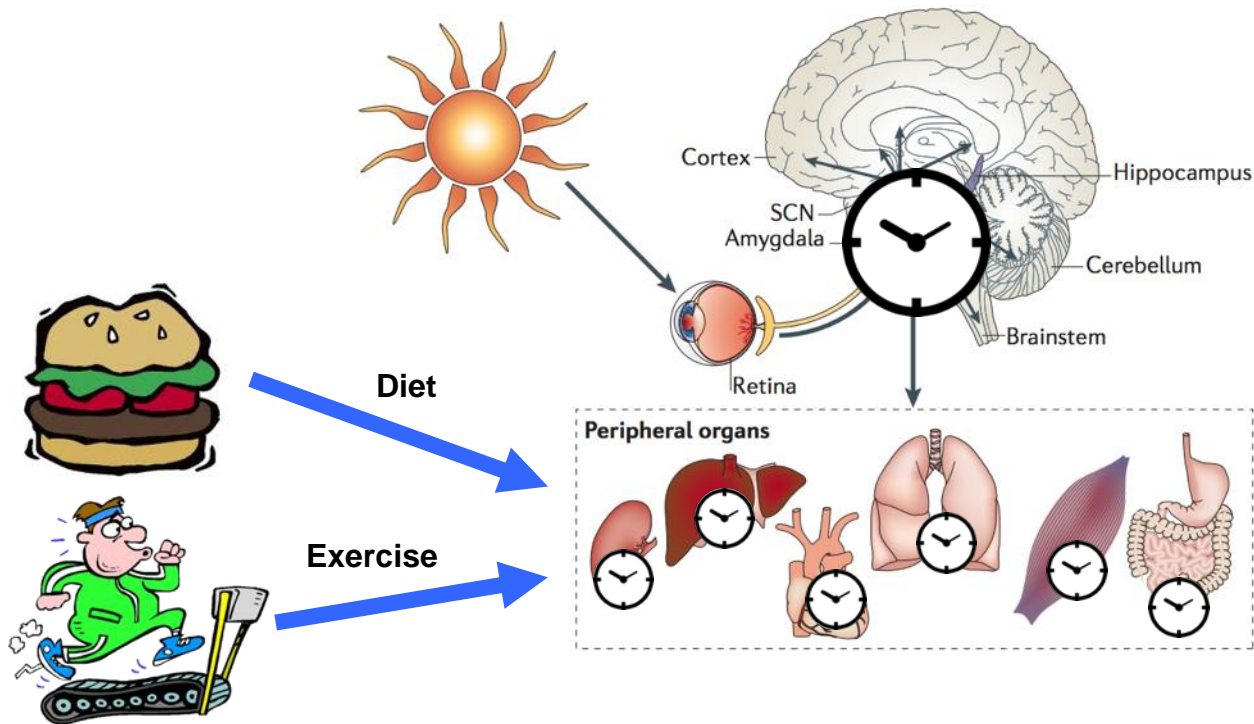 Cortex
Hippocampus
SCN
Amygdala
Cerebellum
Brainstem
Retina
Diet
Peripheral organs
Exercise